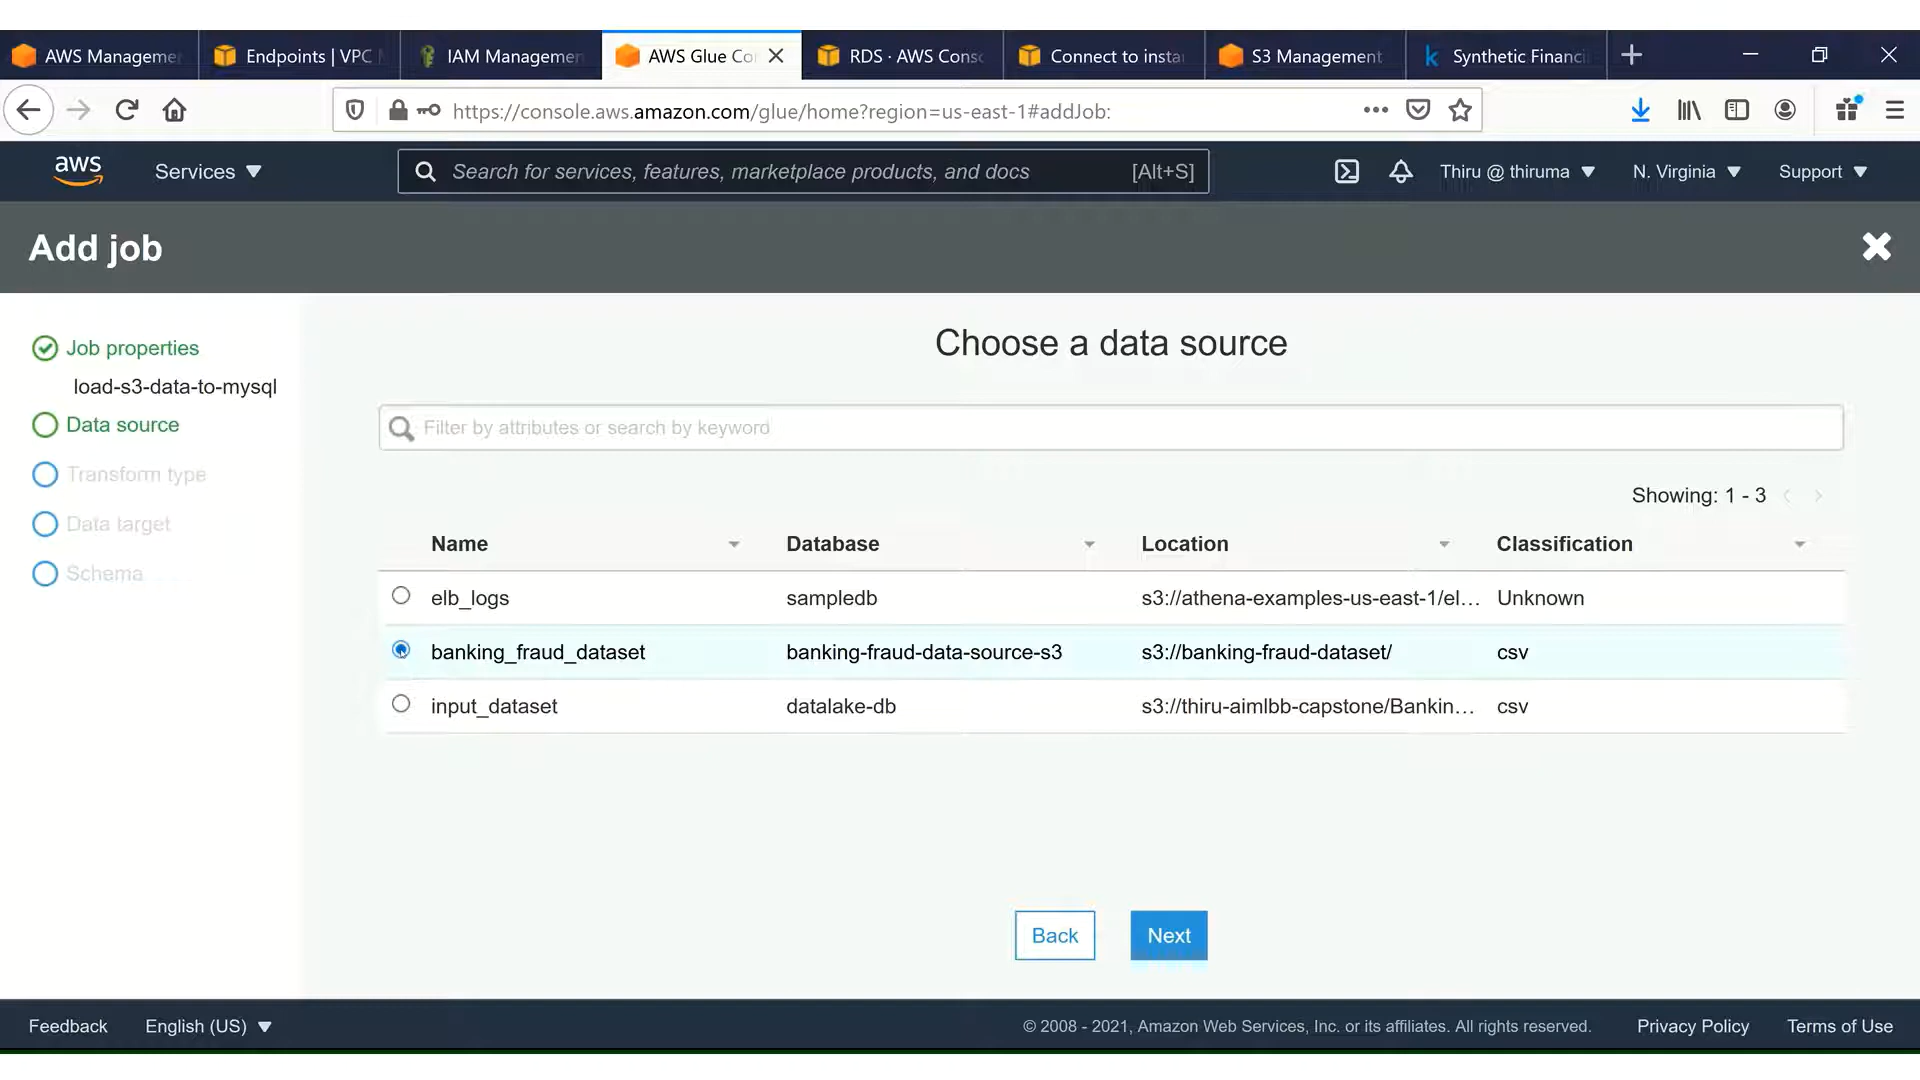 AWS Manageme
Endpoints | VPC
IAM Managemen
AWS Glue Co
RDS · AWS Conso
Connect to insta
S3 Management
Synthetic Financi
https://console.aws.amazon.com/glue/home?region=us-east-1#addJob:
aws
Services
Search for services, features, marketplace products, and docs
[Alt+S]
Thiru @ thiruma
N. Virginia
Support
Add job
Job properties
load-s3-data-to-mysql
Data source
Transform type
Data target
Schema
Choose a data source
Filter by attributes or search by keyword
Showing: 1 - 3
Name Database Location Classification
elb_logs sampledb s3://athena-examples-us-east-1/el... Unknown
banking_fraud_dataset banking-fraud-data-source-s3 s3://banking-fraud-dataset/ csv
input_dataset datalake-db s3://thiru-aimlbb-capstone/Bankin... csv
Back Next
Feedback English (US) © 2008 - 2021, Amazon Web Services, Inc. or its affiliates. All rights reserved. Privacy Policy Terms of Use